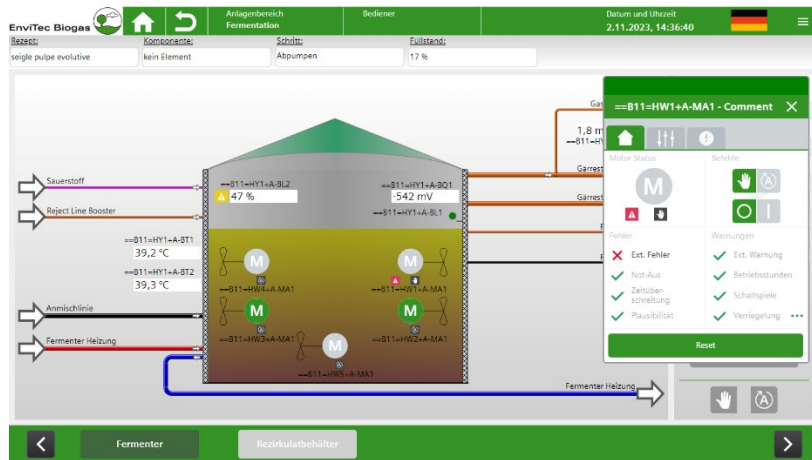 EnviTec Biogas
Anlagenbereich
Fermentation
Bediener
Datum und Uhrzeit
2.11.2023, 14:36:40
Rezept:
Komponente:
Schritt:
Füllstand:
seigle pulpe evolutive
kein Element
Abpumpen
17 %
Sauerstoff
Reject Line Booster
==B11=HY1+A-BT1
39,2 °C
==B11=HY1+A-BT2
39,3 °C
Anmischlinie
Fermenter Heizung
==B11=HY1+A-BL2
47 %
==B11=HY1+A-BQ1
-542 mV
==B11=HY1+A-BL1
M
==B11=HW4+A-MA1
M
==B11=HW1+A-MA1
M
==B11=HW3+A-MA1
M
==B11=HW2+A-MA1
M
==B11=HW5+A-MA1
1,8 m
Gärrest
Gärrest
Fermenter Heizung
==B11=HW1+A-MA1 - Comment
Motor Status
Befehle
M
A
Fehler
Warnungen
Ext. Fehler
Ext. Warnung
Not-Aus
Betriebsstunden
Zeitüber-
schreitung
Schaltspiele
Plausibilität
Verriegelung
Reset
A
Fermenter
Rezirkulatbehälter